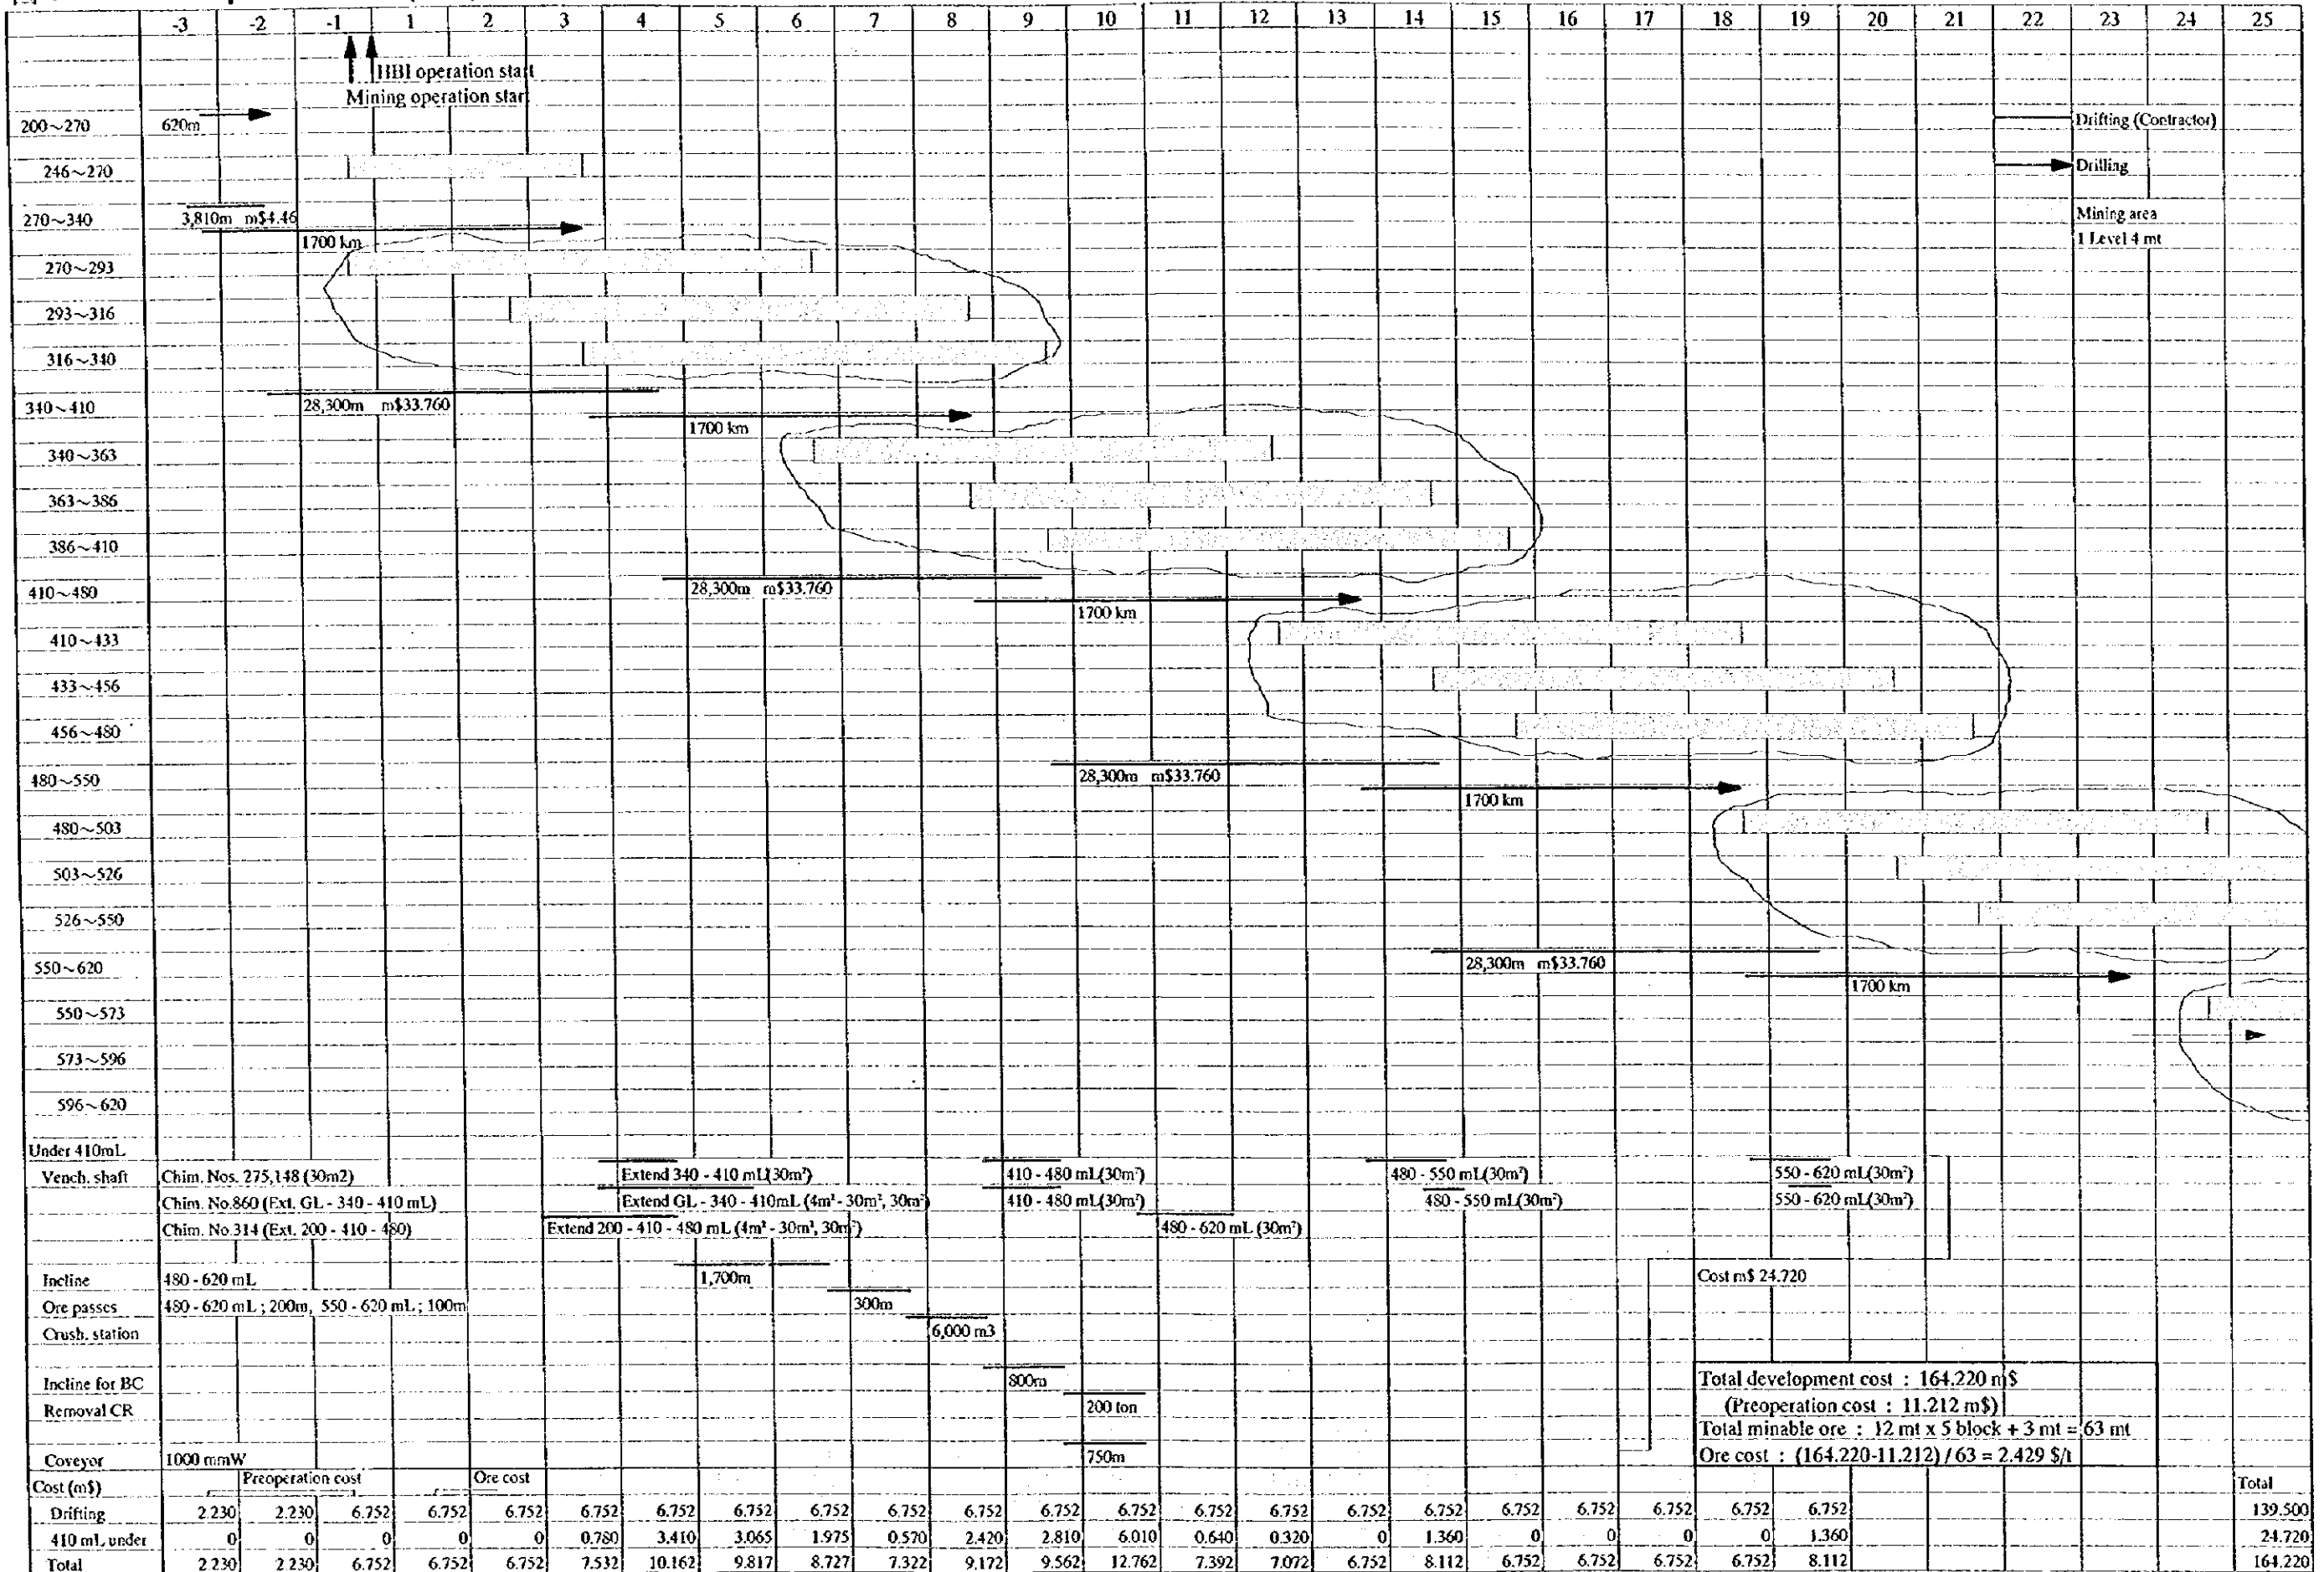 -3 -2 -1 1 2 3 4 5 6 7 8 9 10 11 12 13 14 15 16 17 18 19 20 21 22 23 24 25
HBI operation start
Mining operation start
200~270 620m Drifting (Contractor)
246~270 Drilling
270~340 3,810m m$4.46 Mining area
1700 km 1 Level 4 mt
270~293
293~316
316~340
340~410 28,300m m$33.760
1700 km
340~363
363~386
386~410
410~480 28,300m m$33.760
1700 km
410~433
433~456
456~480
480~550 28,300m m$33.760
1700 km
480~503
503~526
526~550
550~620 28,300m m$33.760
1700 km
550~573
573~596
596~620
Under 410mL
Vench. shaft Chim. Nos. 275,148 (30m2) Extend 340 - 410 mL(30m²) 410 - 480 mL(30m²) 480 - 550 mL(30m²) 550 - 620 mL(30m²)
Chim. No.860 (Ext. GL - 340 - 410 mL) Extend GL - 340 - 410mL (4m² - 30m², 30m²) 410 - 480 mL(30m²) 480 - 550 mL(30m²) 550 - 620 mL(30m²)
Chim. No.314 (Ext. 200 - 410 - 480) Extend 200 - 410 - 480 mL (4m² - 30m², 30m²) 480 - 620 mL (30m²)
Incline 480 - 620 mL 1,700m Cost m$ 24.720
Ore passes 480 - 620 mL ; 200m, 550 - 620 mL ; 100m 300m
Crush. station 6,000 m3
Incline for BC 800m
Removal CR 200 ton
Coveyor 1000 mmW 750m
Total development cost : 164.220 m$
(Preoperation cost : 11.212 m$)
Total minable ore : 12 mt x 5 block + 3 mt = 63 mt
Ore cost : (164.220-11.212) / 63 = 2.429 $/t
Cost (m$) Preoperation cost Ore cost Total
Drifting 2.230 2.230 6.752 6.752 6.752 6.752 6.752 6.752 6.752 6.752 6.752 6.752 6.752 6.752 6.752 6.752 6.752 6.752 6.752 6.752 6.752 6.752 139.500
410 mL under 0 0 0 0 0 0.780 3.410 3.065 1.975 0.570 2.420 2.810 6.010 0.640 0.320 0 1.360 0 0 0 0 1.360 24.720
Total 2.230 2.230 6.752 6.752 6.752 7.532 10.162 9.817 8.727 7.322 9.172 9.562 12.762 7.392 7.072 6.752 8.112 6.752 6.752 6.752 6.752 8.112 164.220